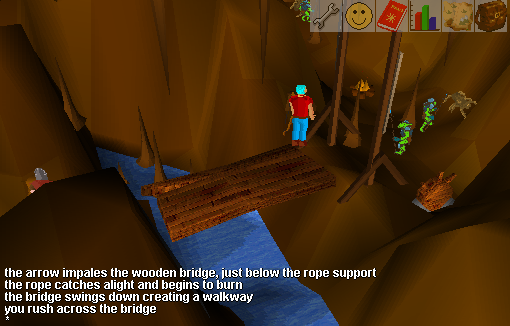 the arrow impales the wooden bridge, just below the rope support
the rope catches alight and begins to burn
the bridge swings down creating a walkway
you rush across the bridge
*